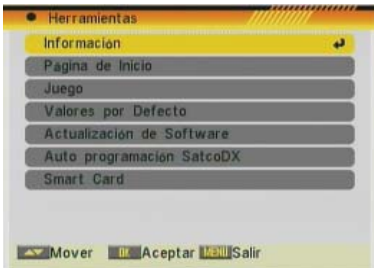 Herramientas
Información
Pagina de Inicio
Juego
Valores por Defecto
Actualización de Software
Auto programación SatcoDX
Smart Card
Mover OK Aceptar MENU Salir